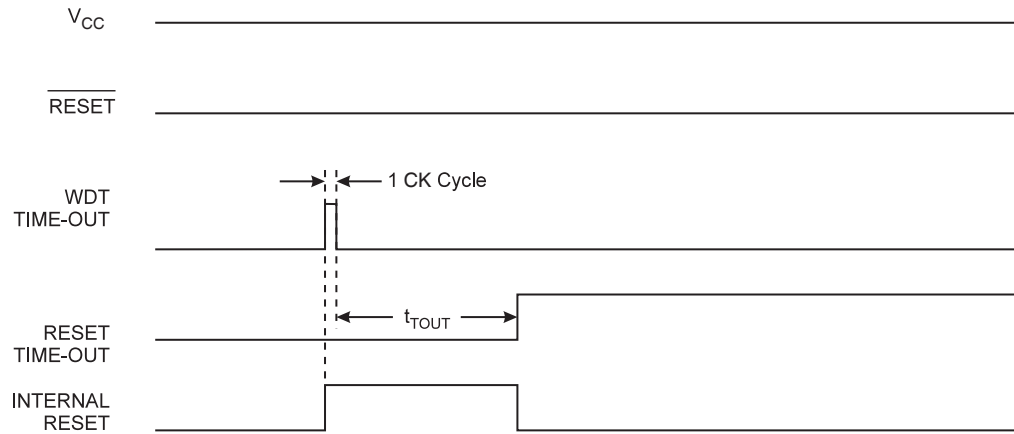 VCC
RESET
WDT
TIME-OUT
1 CK Cycle
RESET
TIME-OUT
tTOUT
INTERNAL
RESET